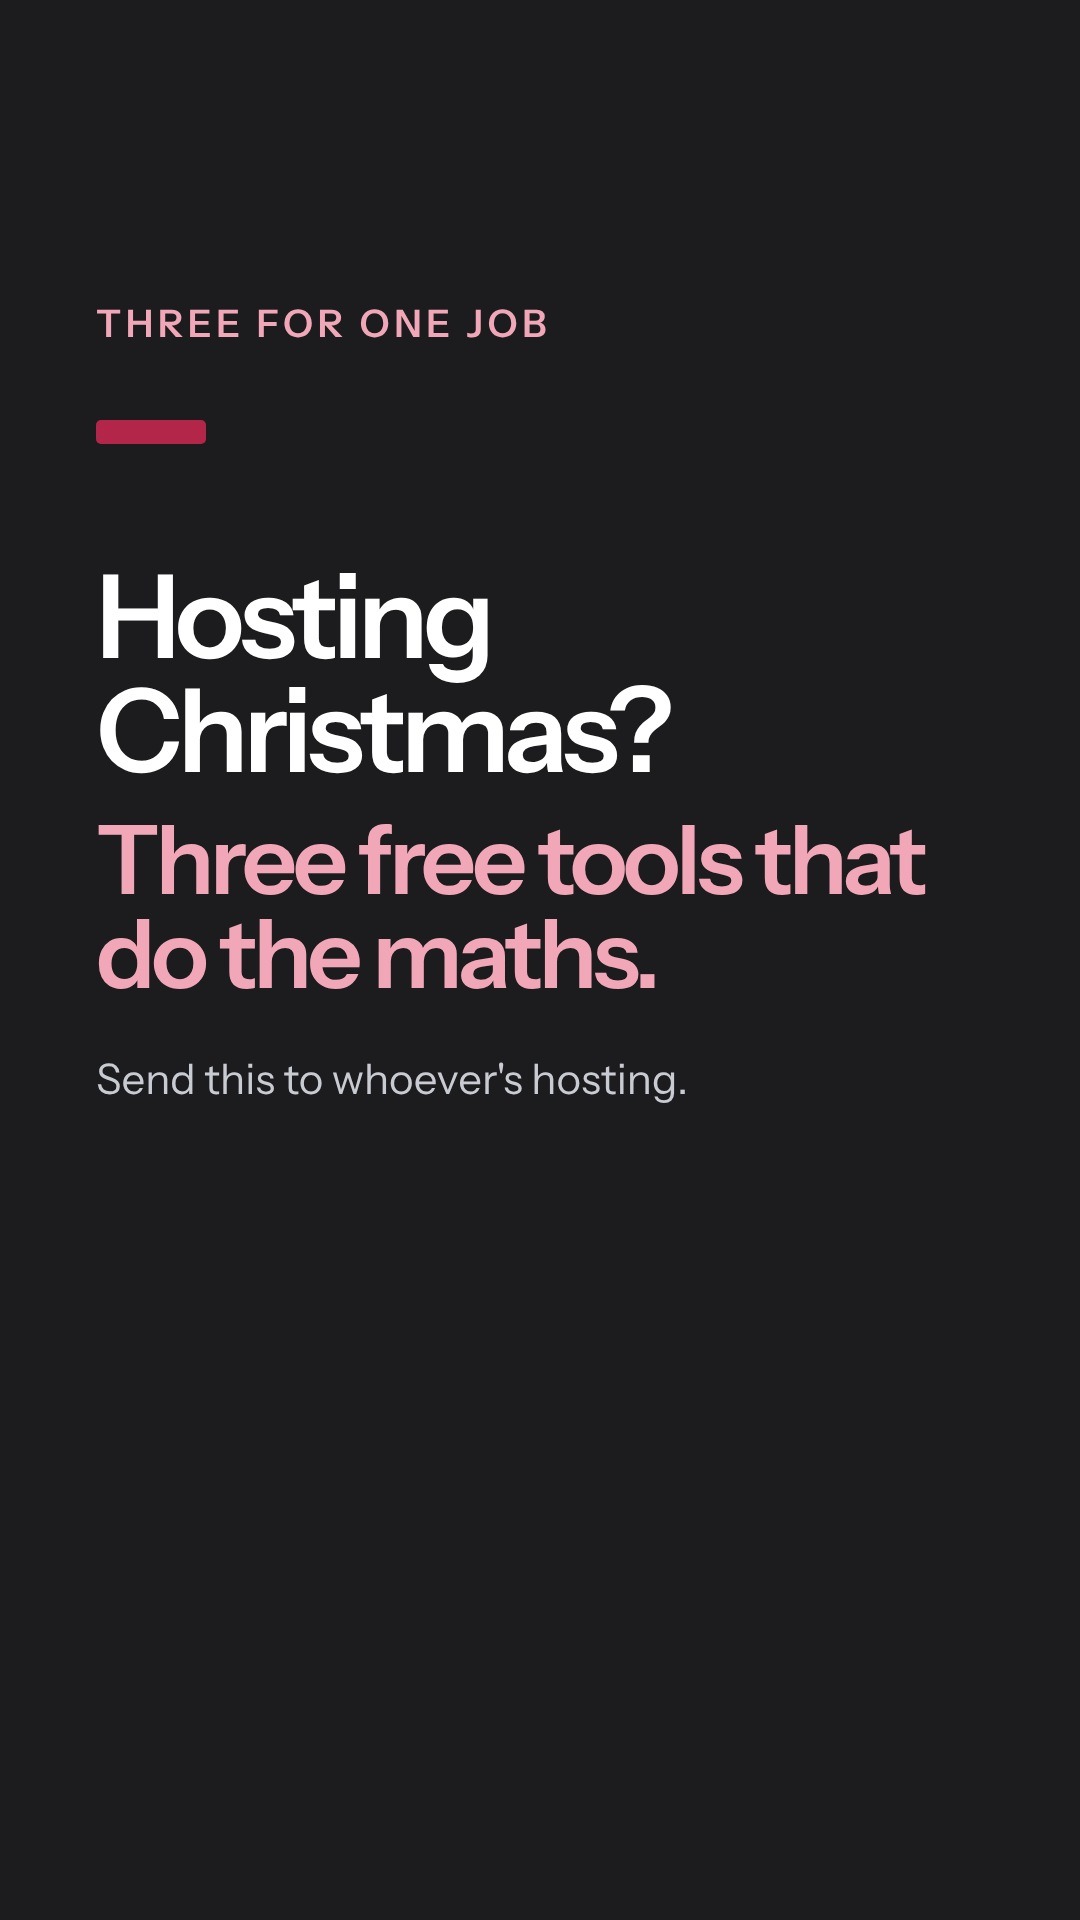 THREE FOR ONE JOB
Hosting
Christmas?
Three free tools that
do the maths.
Send this to whoever's hosting.